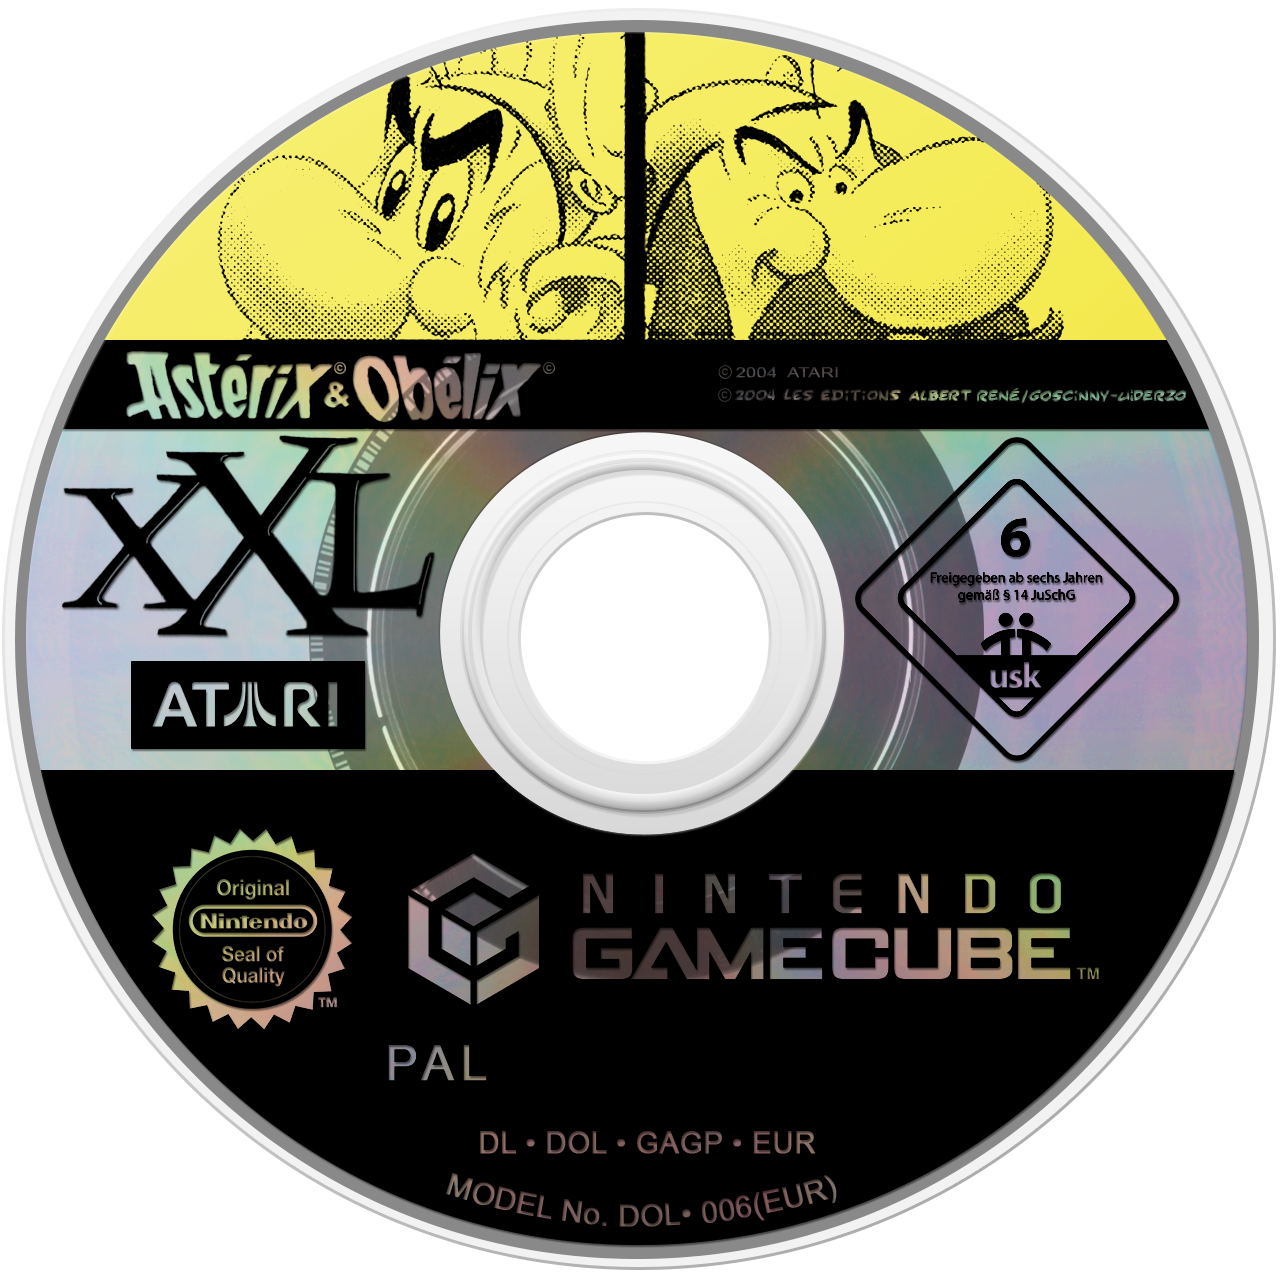 Astérix© & Obélix©
© 2004 ATARI
© 2004 LES EDITIONS ALBERT RENÉ/GOSCINNY-UDERZO
XXL
6
Freigegeben ab sechs Jahren
gemäß § 14 JuSchG
usk
ATARI
Original
Nintendo
Seal of
Quality
TM
NINTENDO
GAMECUBE TM
PAL
DL • DOL • GAGP • EUR
MODEL No. DOL• 006(EUR)